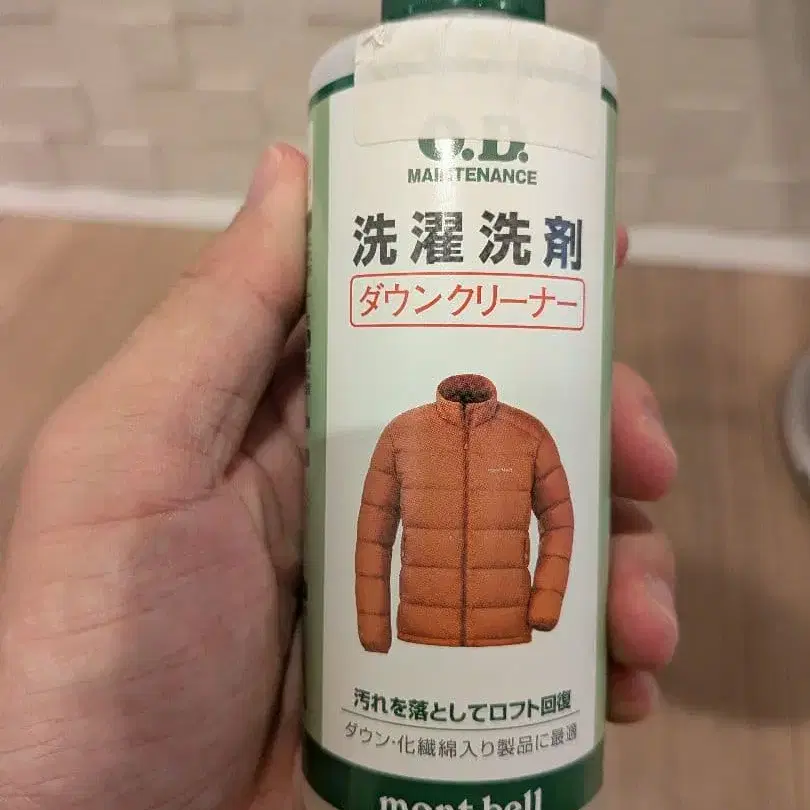 O.D.
MAINTENANCE
洗濯洗剤
ダウンクリーナー
汚れを落としてロフト回復
ダウン・化繊綿入り製品に最適
mont-bell